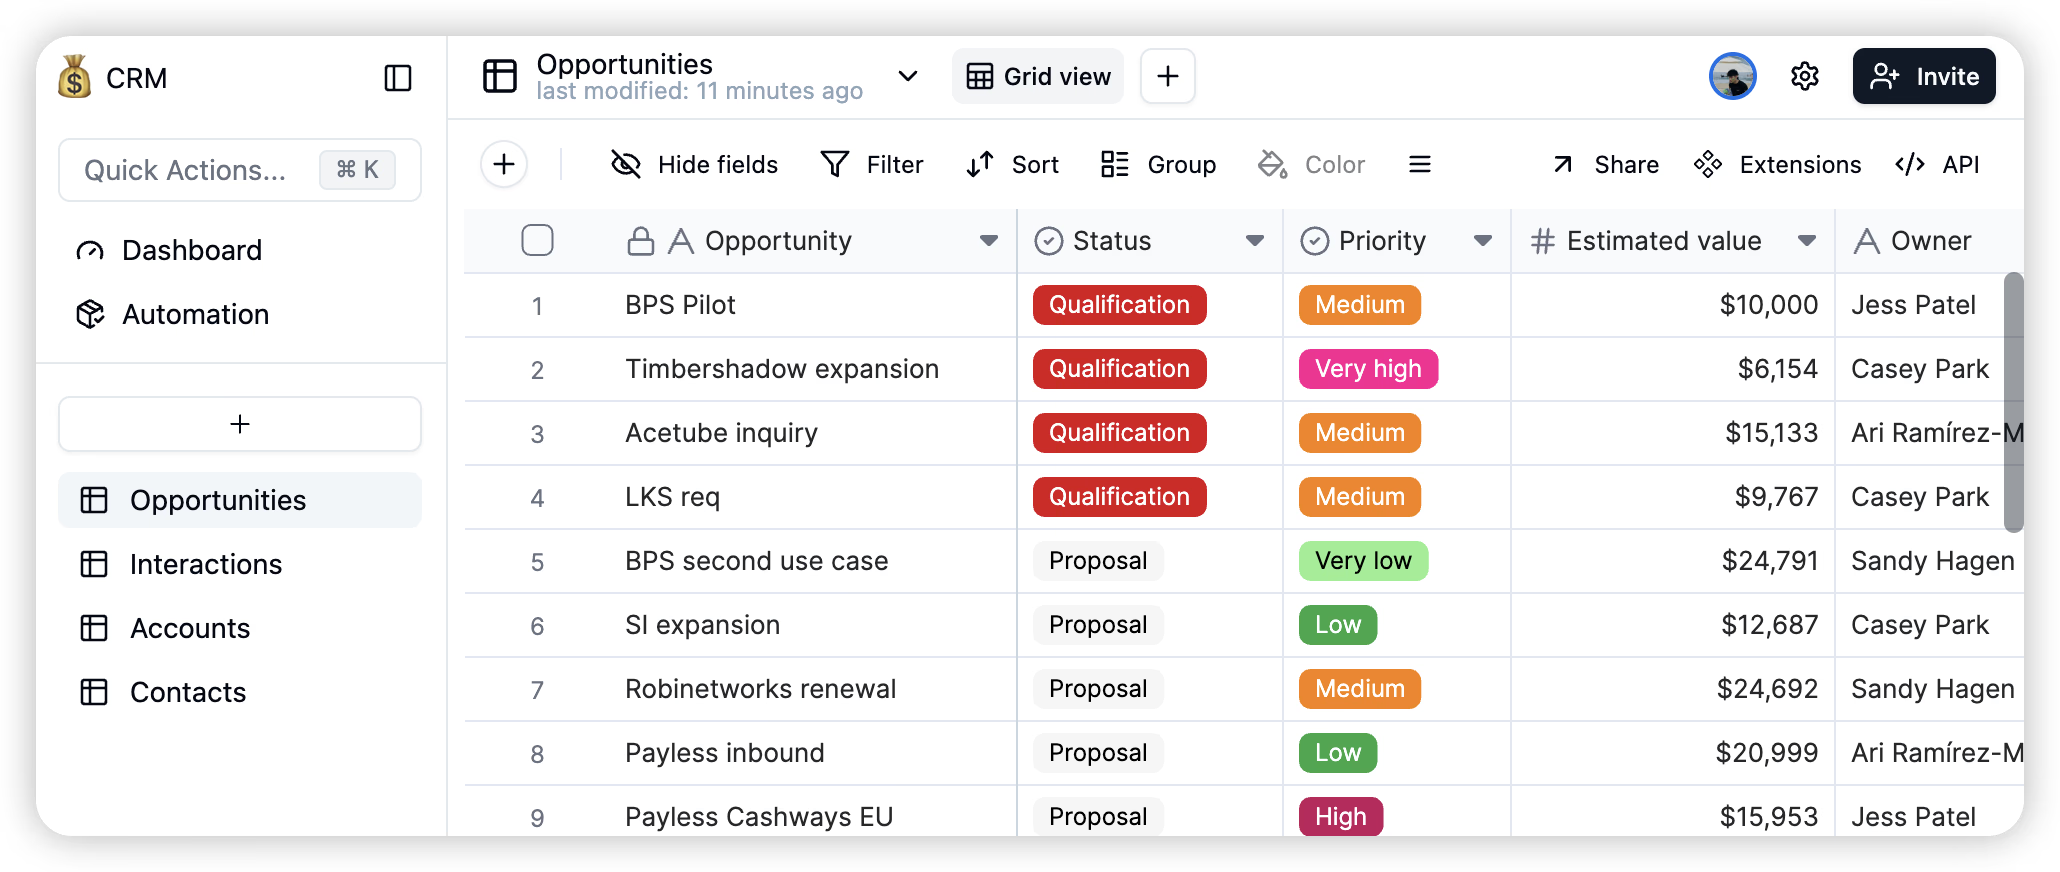 CRM
Opportunities
last modified: 11 minutes ago
Grid view
Invite
Quick Actions... ⌘ K
Dashboard
Automation
Opportunities
Interactions
Accounts
Contacts
Hide fields Filter Sort Group Color Share Extensions API
Opportunity Status Priority # Estimated value Owner
1 BPS Pilot Qualification Medium $10,000 Jess Patel
2 Timbershadow expansion Qualification Very high $6,154 Casey Park
3 Acetube inquiry Qualification Medium $15,133 Ari Ramírez-M
4 LKS req Qualification Medium $9,767 Casey Park
5 BPS second use case Proposal Very low $24,791 Sandy Hagen
6 SI expansion Proposal Low $12,687 Casey Park
7 Robinetworks renewal Proposal Medium $24,692 Sandy Hagen
8 Payless inbound Proposal Low $20,999 Ari Ramírez-M
9 Payless Cashways EU Proposal High $15,953 Jess Patel